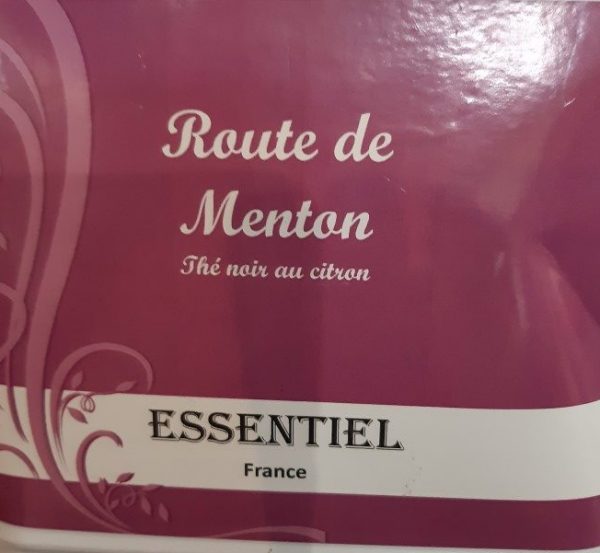 Route de
Menton
Thé noir au citron
ESSENTIEL
France